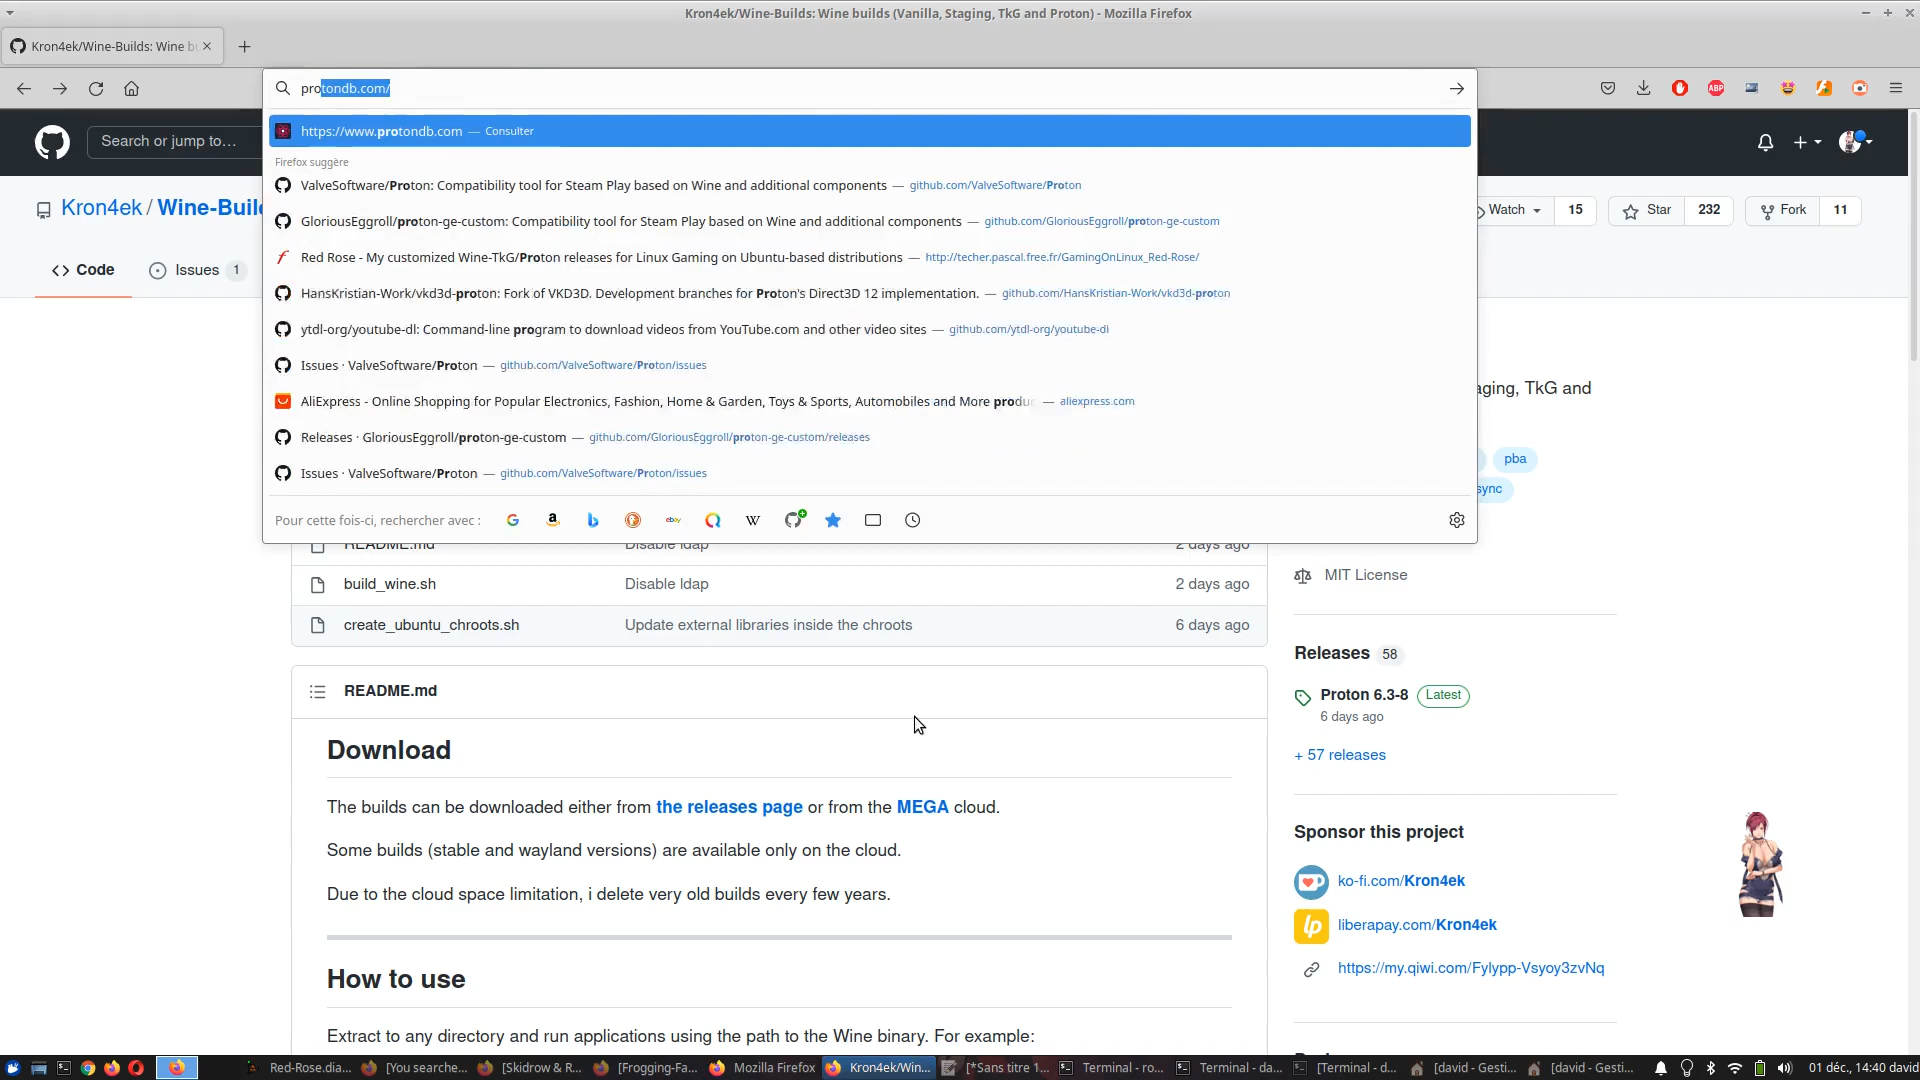 Kron4ek/Wine-Builds: Wine builds (Vanilla, Staging, TkG and Proton) - Mozilla Firefox
Kron4ek/Wine-Builds: Wine b
protondb.com/
ABP
https://www.protondb.com — Consulter
Search or jump to...
Firefox suggère
ValveSoftware/Proton: Compatibility tool for Steam Play based on Wine and additional components — github.com/ValveSoftware/Proton
Kron4ek / Wine-Buil
Watch 15 Star 232 Fork 11
GloriousEggroll/proton-ge-custom: Compatibility tool for Steam Play based on Wine and additional components — github.com/GloriousEggroll/proton-ge-custom
Red Rose - My customized Wine-TkG/Proton releases for Linux Gaming on Ubuntu-based distributions — http://techer.pascal.free.fr/GamingOnLinux_Red-Rose/
Code Issues 1
HansKristian-Work/vkd3d-proton: Fork of VKD3D. Development branches for Proton's Direct3D 12 implementation. — github.com/HansKristian-Work/vkd3d-proton
ytdl-org/youtube-dl: Command-line program to download videos from YouTube.com and other video sites — github.com/ytdl-org/youtube-dl
Issues · ValveSoftware/Proton — github.com/ValveSoftware/Proton/issues
aging, TkG and
AliExpress - Online Shopping for Popular Electronics, Fashion, Home & Garden, Toys & Sports, Automobiles and More produc — aliexpress.com
Releases · GloriousEggroll/proton-ge-custom — github.com/GloriousEggroll/proton-ge-custom/releases
pba
Issues · ValveSoftware/Proton — github.com/ValveSoftware/Proton/issues
sync
Pour cette fois-ci, rechercher avec : G a b ebay W
README.md Disable ldap 2 days ago
build_wine.sh Disable ldap 2 days ago
create_ubuntu_chroots.sh Update external libraries inside the chroots 6 days ago
MIT License
Releases 58
Proton 6.3-8 Latest
6 days ago
+ 57 releases
README.md
Download
The builds can be downloaded either from the releases page or from the MEGA cloud.
Some builds (stable and wayland versions) are available only on the cloud.
Due to the cloud space limitation, i delete very old builds every few years.
How to use
Extract to any directory and run applications using the path to the Wine binary. For example:
Sponsor this project
ko-fi.com/Kron4ek
lp liberapay.com/Kron4ek
https://my.qiwi.com/Fylypp-Vsyoy3zvNq
Red-Rose.dia... [You searche... [Skidrow & R... [Frogging-Fa... Mozilla Firefox Kron4ek/Win... [*Sans titre 1... Terminal - ro... Terminal - da... [Terminal - d... [david - Gesti... [david - Gesti... 01 déc., 14:40 david